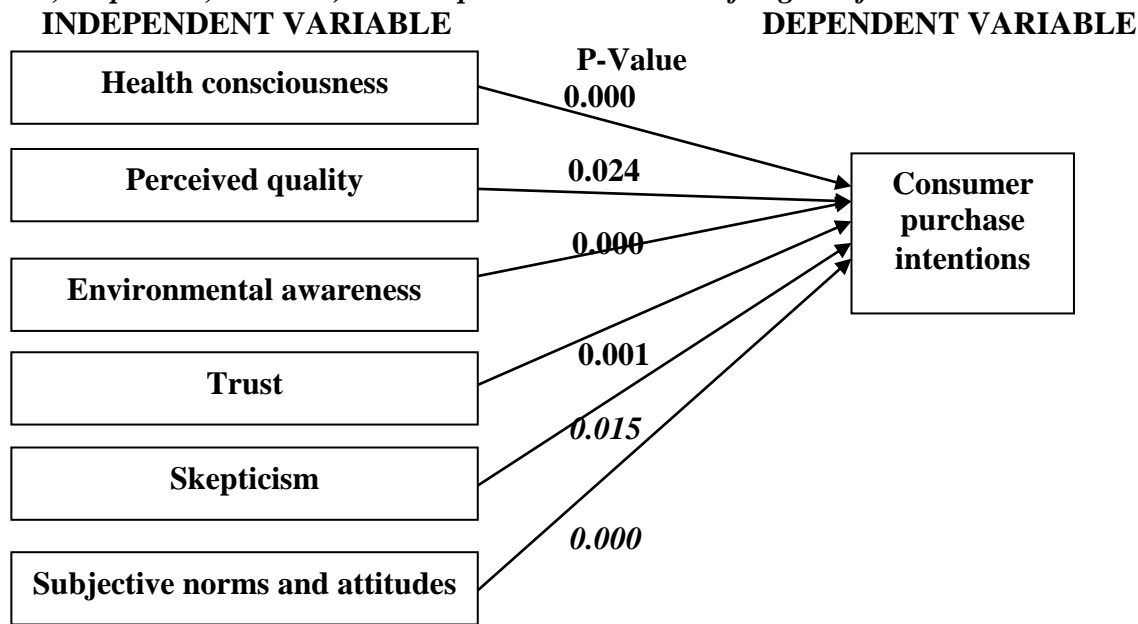 INDEPENDENT VARIABLE
DEPENDENT VARIABLE
P-Value
Health consciousness
0.000
Perceived quality
0.024
Consumer
purchase
intentions
0.000
Environmental awareness
Trust
0.001
0.015
Skepticism
0.000
Subjective norms and attitudes